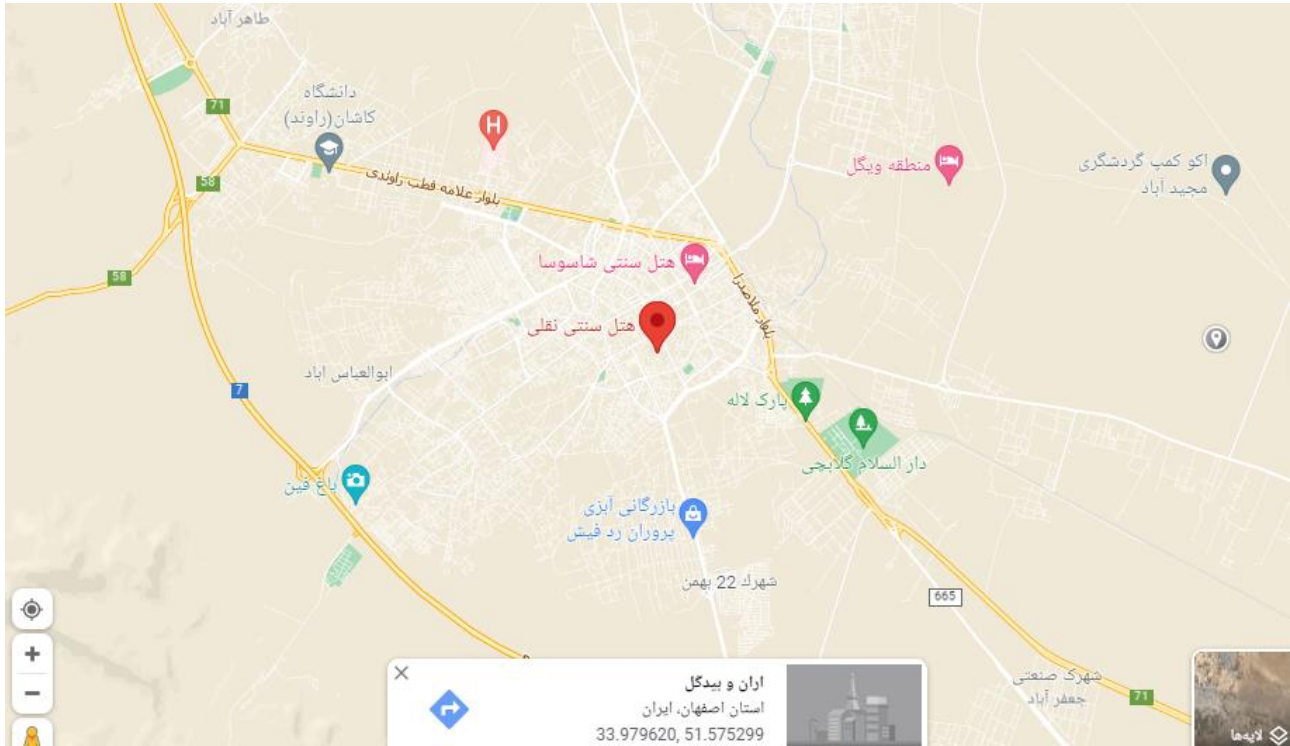 طاهر آباد
71
دانشگاه
کاشان(راوند)
H
58
بلوار علامه قطب راوندی
منطقه ویگل
اکو کمپ گردشگری
مجید آباد
58
هتل سنتی شاسوسا
بلوار ملاصدرا
هتل سنتی نقلی
ابوالعباس اباد
7
پارک لاله
دار السلام گلابچی
باغ فین
بازرگانی آبزی
پروران رد فیش
شهرك 22 بهمن
665
شهرک صنعتی
جعفر آباد
71
اران و بیدگل
استان اصفهان، ایران
33.979620, 51.575299
لایه‌ها